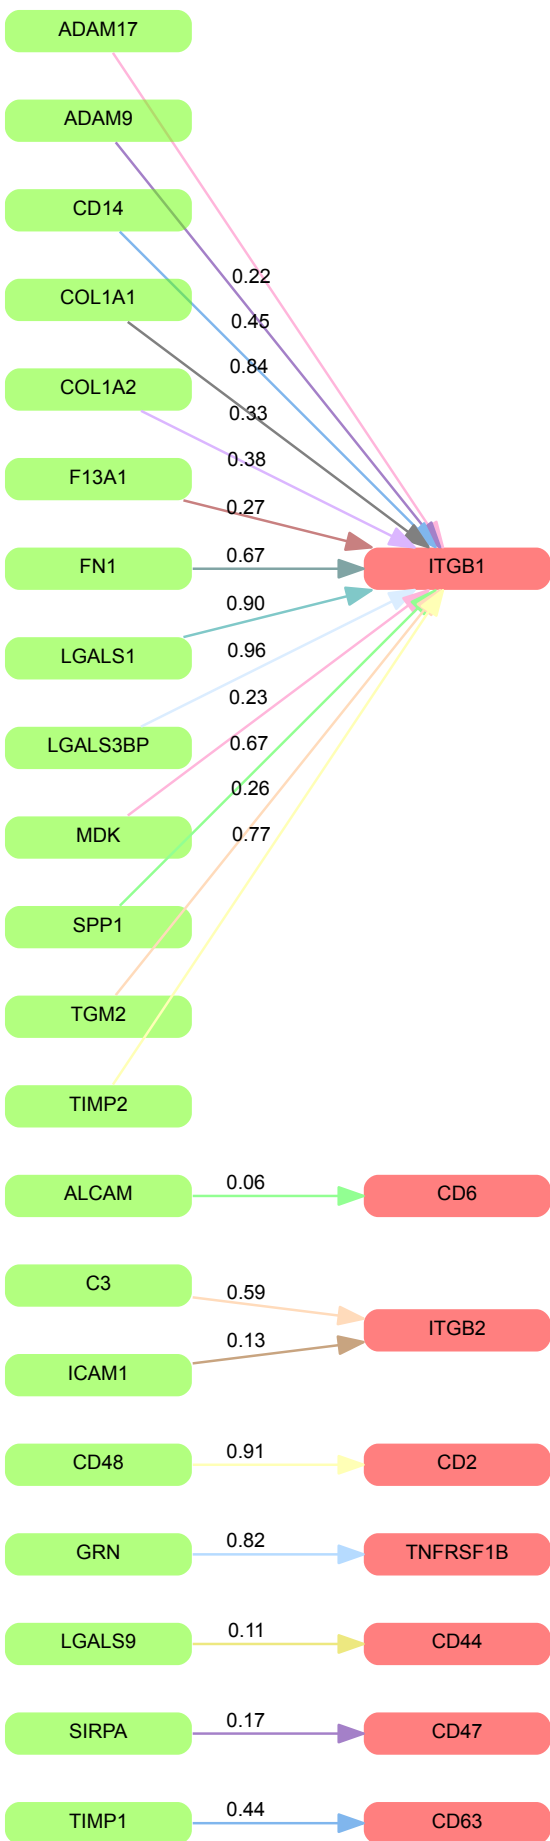 ADAM17
ADAM9
CD14
0.22
COL1A1
0.45
0.84
COL1A2
0.33
0.38
F13A1
0.27
FN1
0.67
ITGB1
0.90
LGALS1
0.96
0.23
LGALS3BP
0.67
0.26
MDK
0.77
SPP1
TGM2
TIMP2
ALCAM
0.06
CD6
C3
0.59
ITGB2
0.13
ICAM1
CD48
0.91
CD2
GRN
0.82
TNFRSF1B
LGALS9
0.11
CD44
SIRPA
0.17
CD47
TIMP1
0.44
CD63